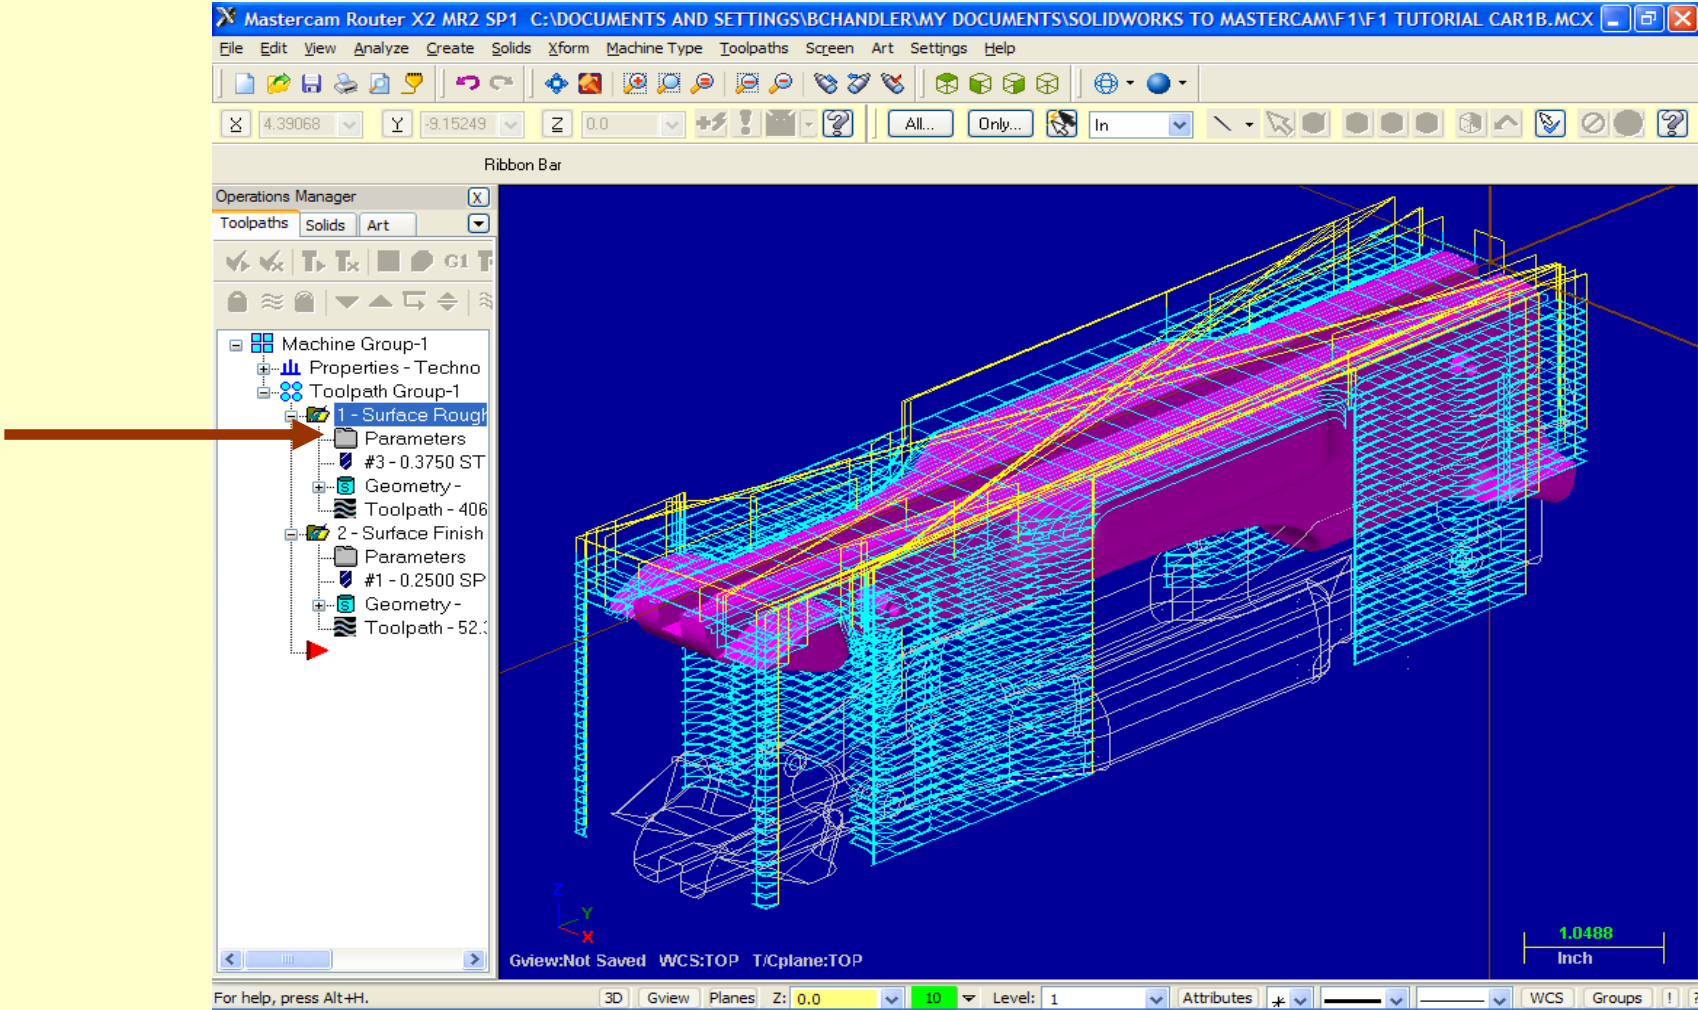 Mastercam Router X2 MR2 SP1 C:\DOCUMENTS AND SETTINGS\BCHANDLER\MY DOCUMENTS\SOLIDWORKS TO MASTERCAM\F1\F1 TUTORIAL CAR1B.MCX
File Edit View Analyze Create Solids Xform Machine Type Toolpaths Screen Art Settings Help
X 4.39068 Y -9.15249 Z 0.0 All... Only... In
Ribbon Bar
Operations Manager
Toolpaths Solids Art
G1
Machine Group-1
Properties - Techno
Toolpath Group-1
1 - Surface Rough
Parameters
#3 - 0.3750 ST
Geometry -
Toolpath - 406
2 - Surface Finish
Parameters
#1 - 0.2500 SP
Geometry -
Toolpath - 52.
Z
Y
X
1.0488
Inch
Gview:Not Saved WCS:TOP T/Cplane:TOP
For help, press Alt+H. 3D Gview Planes Z: 0.0 10 Level: 1 Attributes WCS Groups ! ?